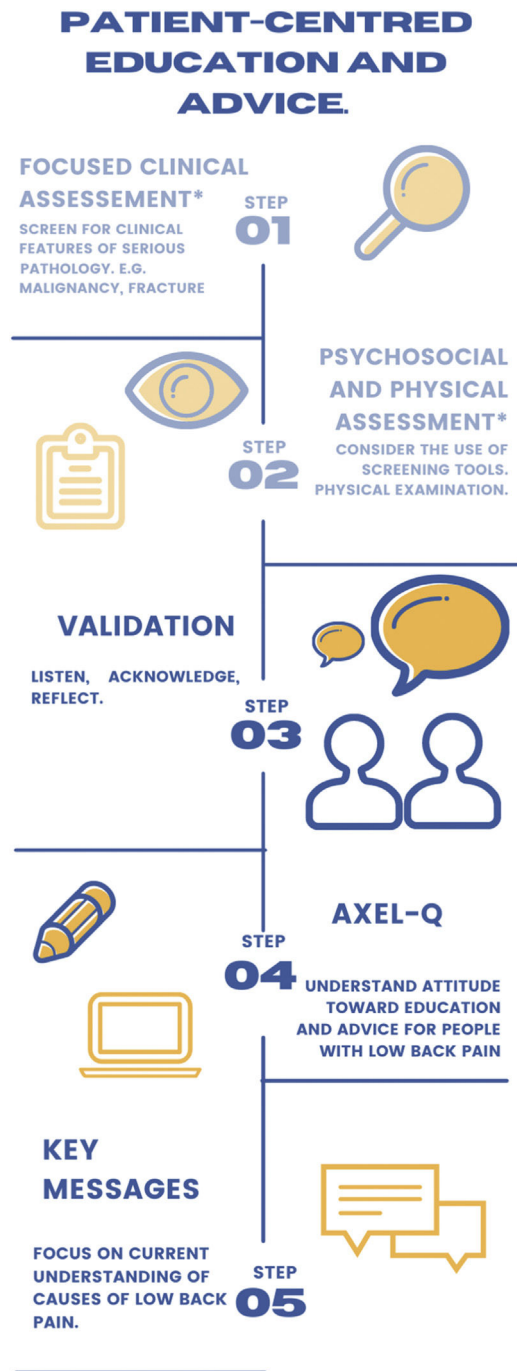 PATIENT-CENTRED
EDUCATION AND
ADVICE.
FOCUSED CLINICAL
ASSESSEMENT*
SCREEN FOR CLINICAL
FEATURES OF SERIOUS
PATHOLOGY. E.G.
MALIGNANCY, FRACTURE
STEP
01
PSYCHOSOCIAL
AND PHYSICAL
ASSESSMENT*
CONSIDER THE USE OF
SCREENING TOOLS.
PHYSICAL EXAMINATION.
STEP
02
VALIDATION
LISTEN, ACKNOWLEDGE,
REFLECT.
STEP
03
AXEL-Q
STEP
04
UNDERSTAND ATTITUDE
TOWARD EDUCATION
AND ADVICE FOR PEOPLE
WITH LOW BACK PAIN
KEY
MESSAGES
FOCUS ON CURRENT
UNDERSTANDING OF
CAUSES OF LOW BACK
PAIN.
STEP
05